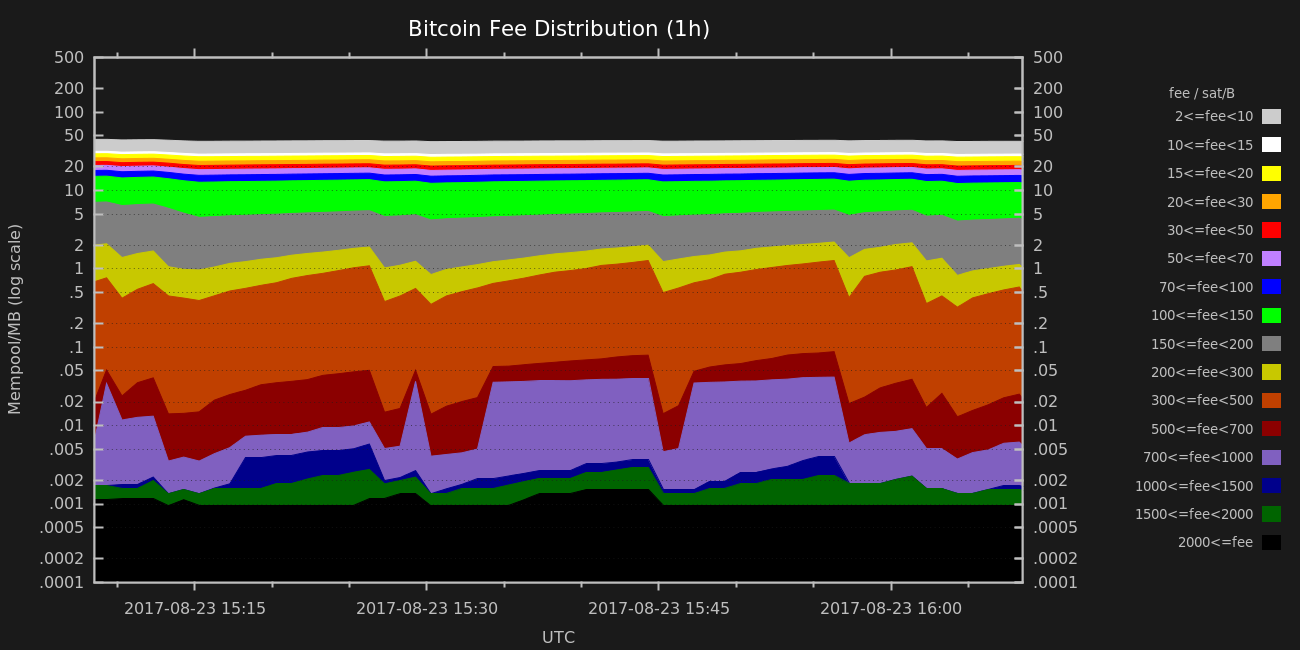 Bitcoin Fee Distribution (1h)
500
200
100
50
20
10
5
2
1
.5
.2
.1
.05
.02
.01
.005
.002
.001
.0005
.0002
.0001
Mempool/MB (log scale)
500
200
100
50
20
10
5
2
1
.5
.2
.1
.05
.02
.01
.005
.002
.001
.0005
.0002
.0001
2017-08-23 15:15
2017-08-23 15:30
2017-08-23 15:45
2017-08-23 16:00
UTC
fee / sat/B
2<=fee<10
10<=fee<15
15<=fee<20
20<=fee<30
30<=fee<50
50<=fee<70
70<=fee<100
100<=fee<150
150<=fee<200
200<=fee<300
300<=fee<500
500<=fee<700
700<=fee<1000
1000<=fee<1500
1500<=fee<2000
2000<=fee